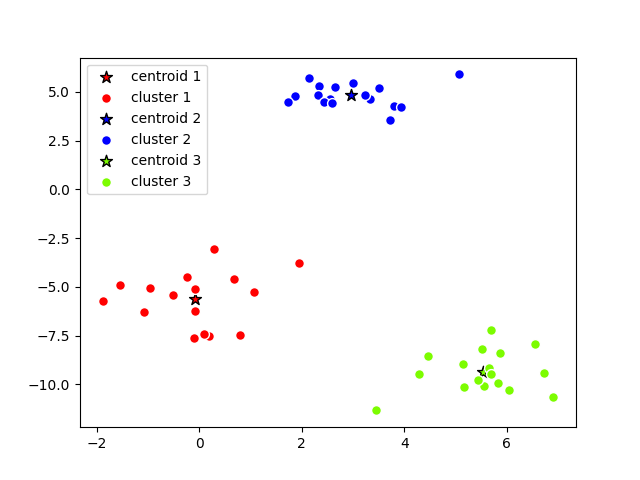 centroid 1
cluster 1
centroid 2
cluster 2
centroid 3
cluster 3
5.0
2.5
0.0
−2.5
−5.0
−7.5
−10.0
−2 0 2 4 6